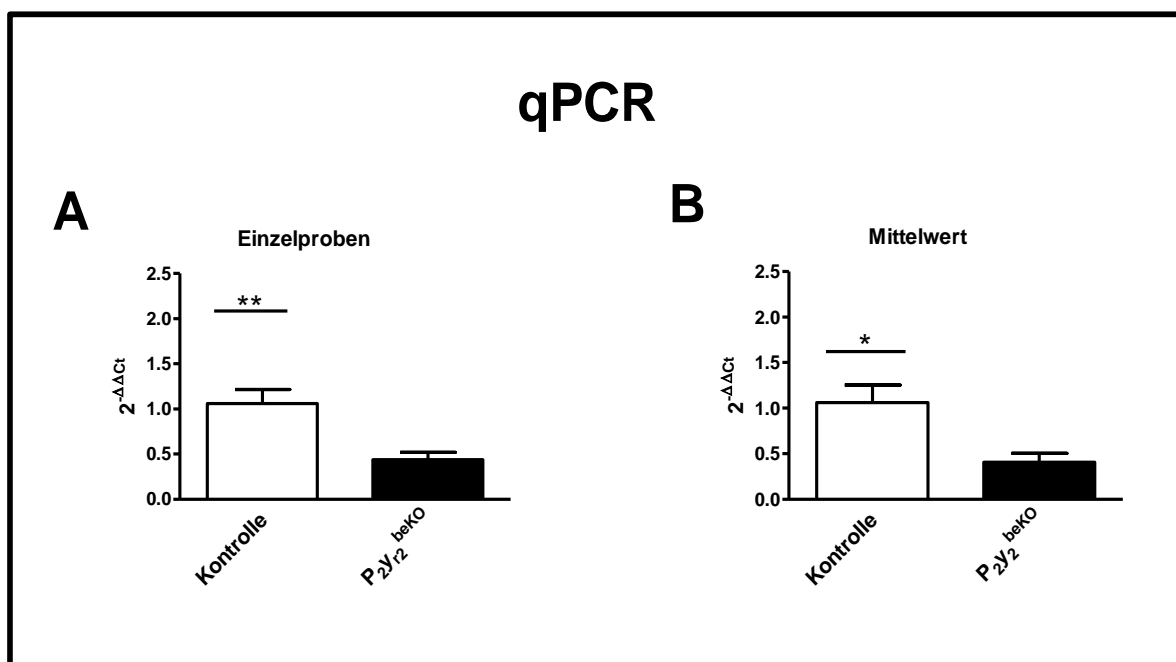 qPCR
A
Einzelproben
2.5
2.0
1.5
1.0
0.5
0.0
2^-ΔΔCt
**
Kontrolle
P₂y_r2^beKO
B
Mittelwert
2.5
2.0
1.5
1.0
0.5
0.0
2^-ΔΔCt
*
Kontrolle
P₂y₂^beKO